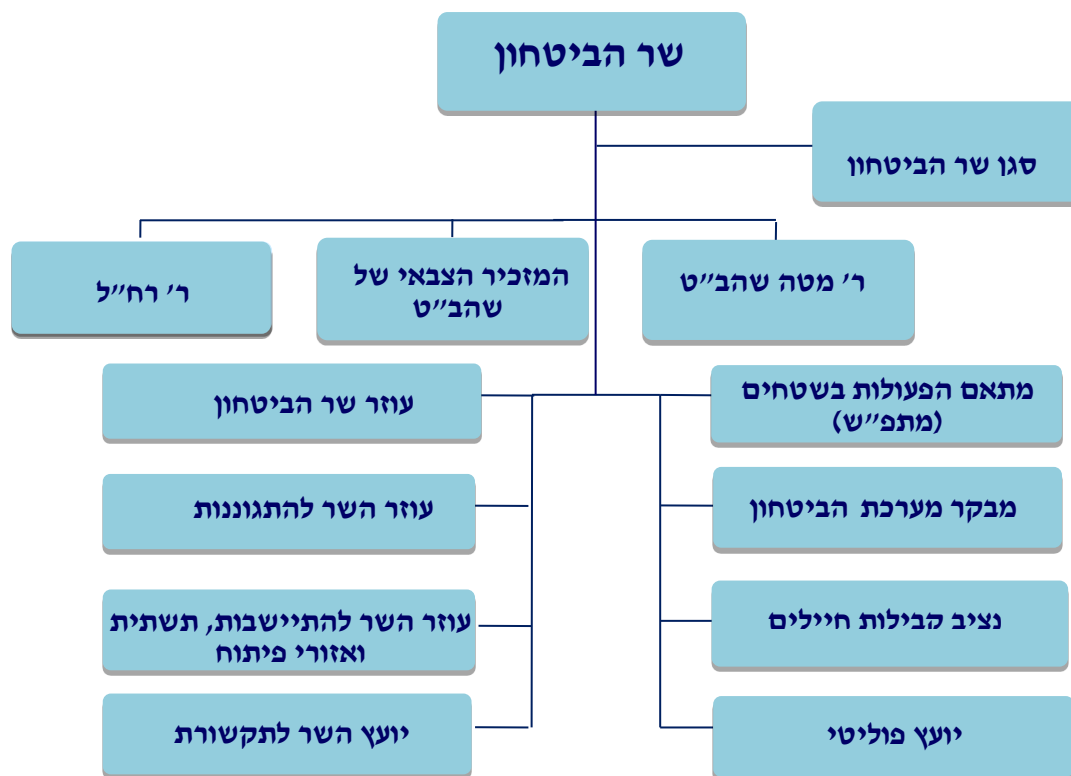 שר הביטחון
סגן שר הביטחון
ר׳ מטה שהב״ט
המזכיר הצבאי של
שהב״ט
ר׳ רח״ל
מתאם הפעולות בשטחים
(מתפ״ש)
עוזר שר הביטחון
מבקר מערכת הביטחון
עוזר השר להתגוננות
נציב קבילות חיילים
עוזר השר להתיישבות, תשתית
ואזורי פיתוח
יועץ פוליטי
יועץ השר לתקשורת